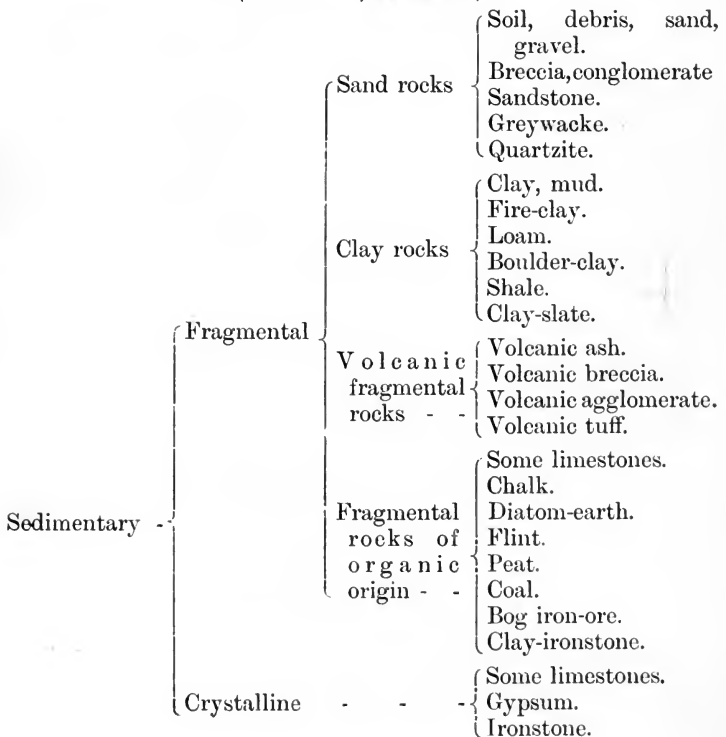 Soil, debris, sand,
gravel.
Sand rocks
Breccia, conglomerate
Sandstone.
Greywacke.
Quartzite.
Clay, mud.
Fire-clay.
Clay rocks
Loam.
Boulder-clay.
Shale.
Clay-slate.
Fragmental
Volcanic
fragmental
rocks - -
Volcanic ash.
Volcanic breccia.
Volcanic agglomerate.
Volcanic tuff.
Sedimentary -
Fragmental
rocks of
organic
origin - -
Some limestones.
Chalk.
Diatom-earth.
Flint.
Peat.
Coal.
Bog iron-ore.
Clay-ironstone.
Crystalline - - -
Some limestones.
Gypsum.
Ironstone.